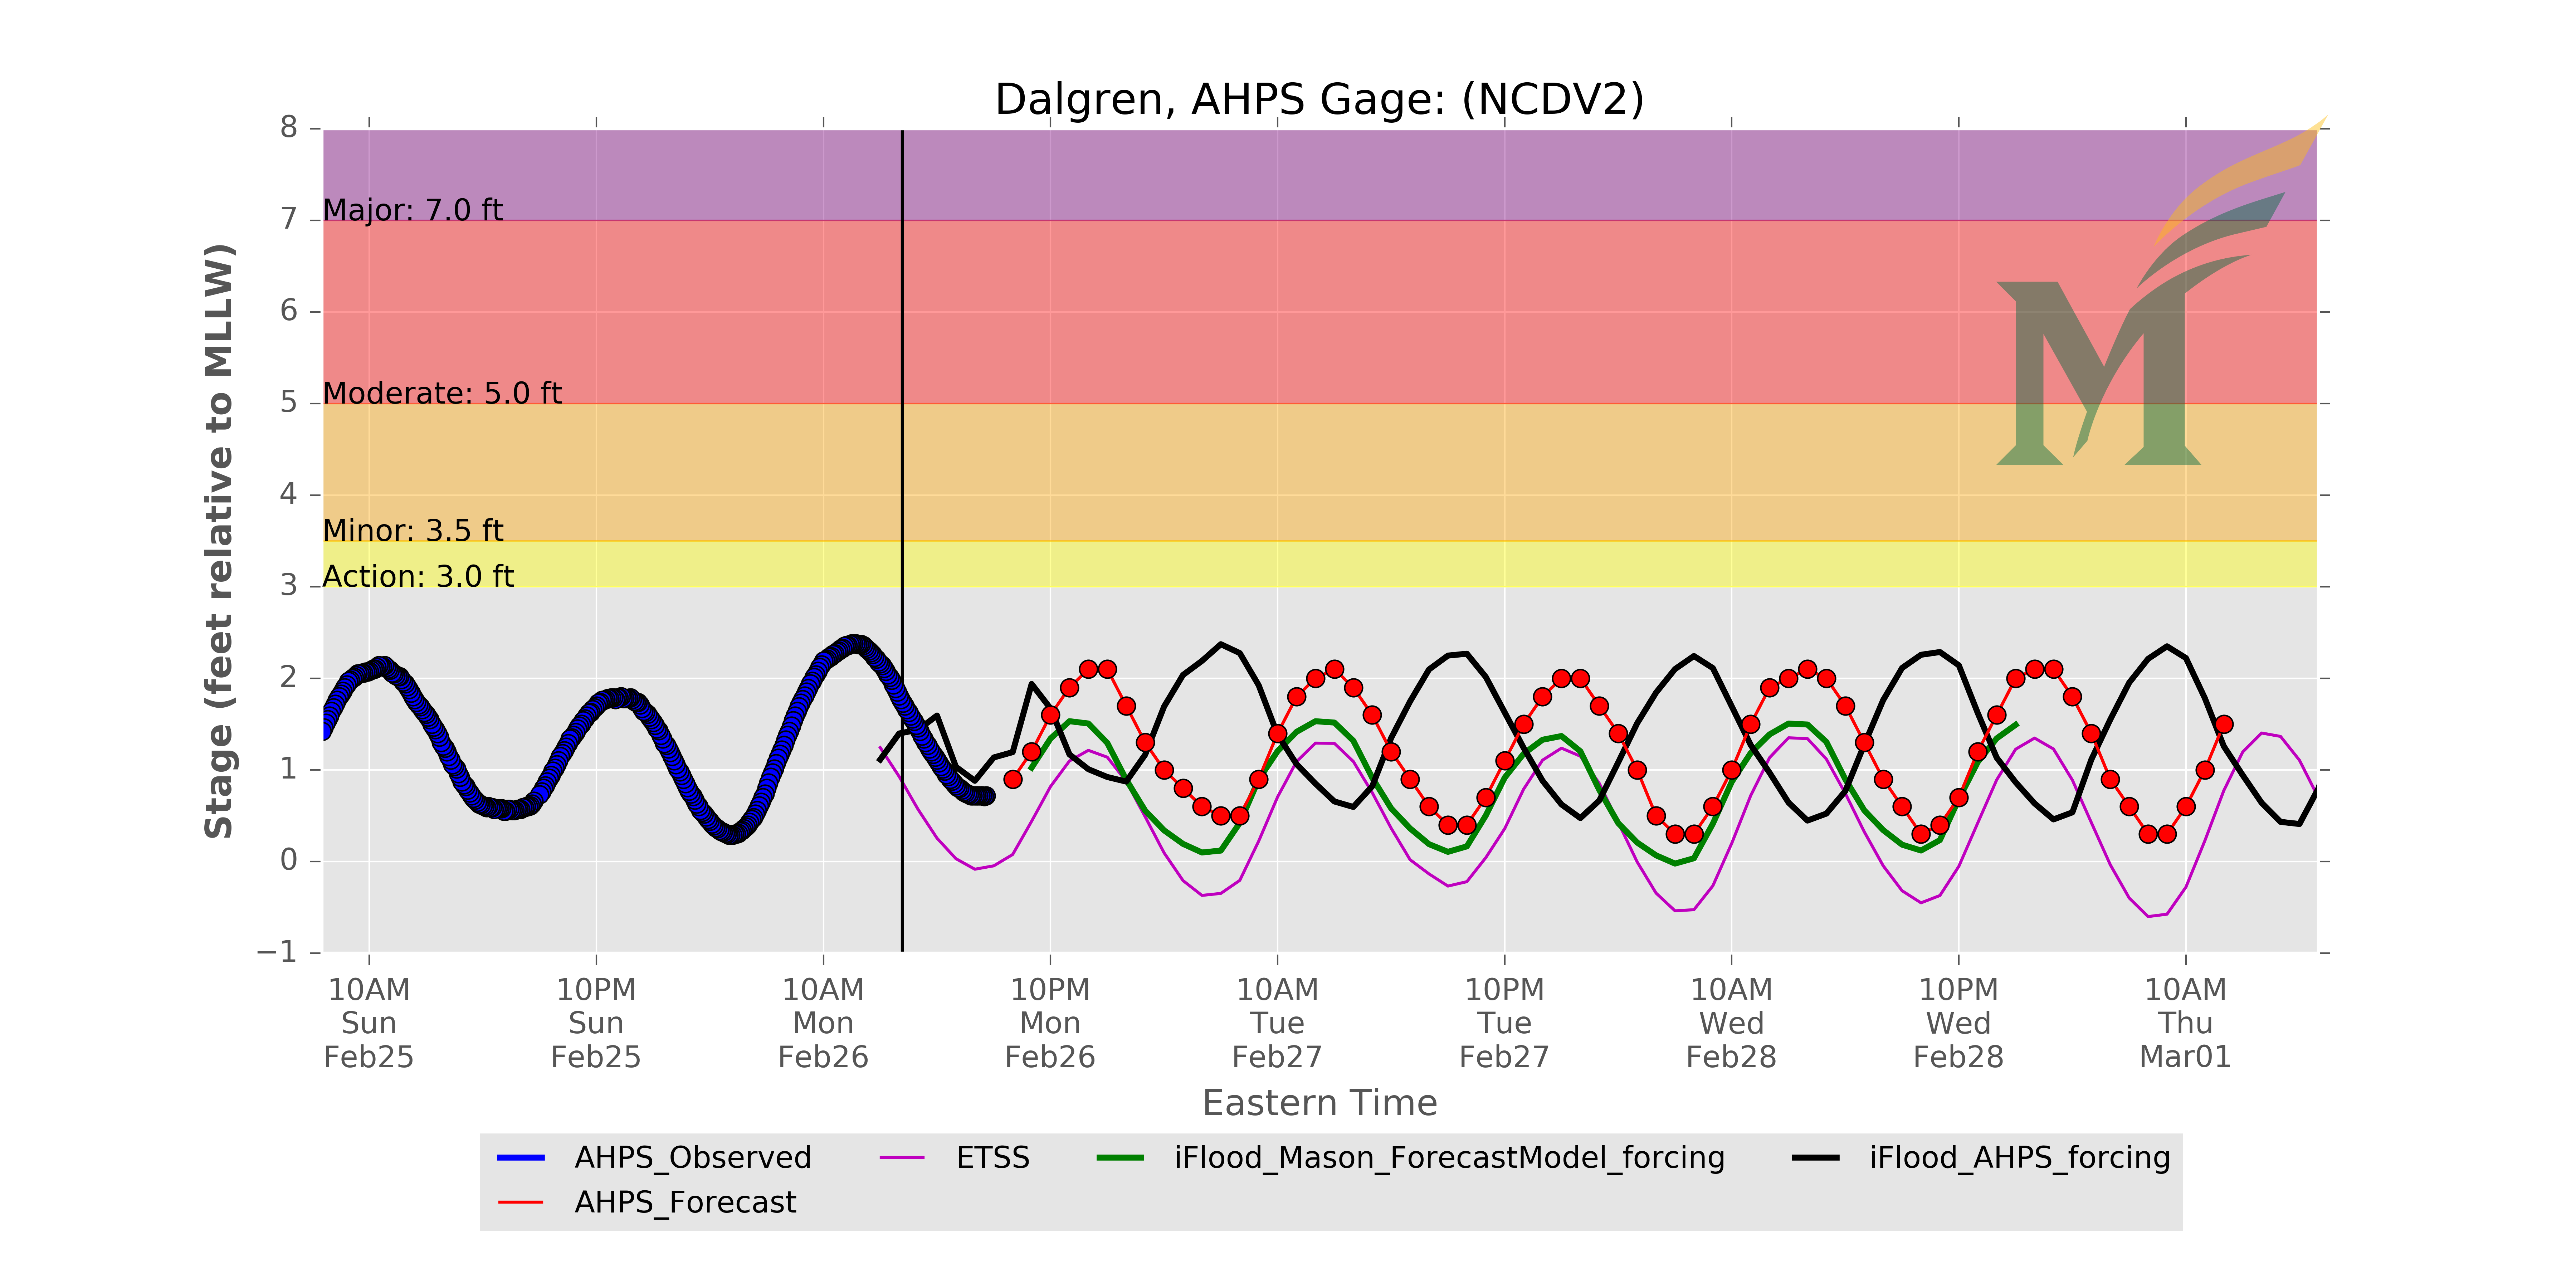 Dalgren, AHPS Gage: (NCDV2)
8
7
6
5
4
3
2
1
0
−1
Stage (feet relative to MLLW)
Major: 7.0 ft
Moderate: 5.0 ft
Minor: 3.5 ft
Action: 3.0 ft
M
10AM 10PM 10AM 10PM 10AM 10PM 10AM 10PM 10AM
Sun Sun Mon Mon Tue Tue Wed Wed Thu
Feb25 Feb25 Feb26 Feb26 Feb27 Feb27 Feb28 Feb28 Mar01
Eastern Time
AHPS_Observed ETSS iFlood_Mason_ForecastModel_forcing iFlood_AHPS_forcing
AHPS_Forecast